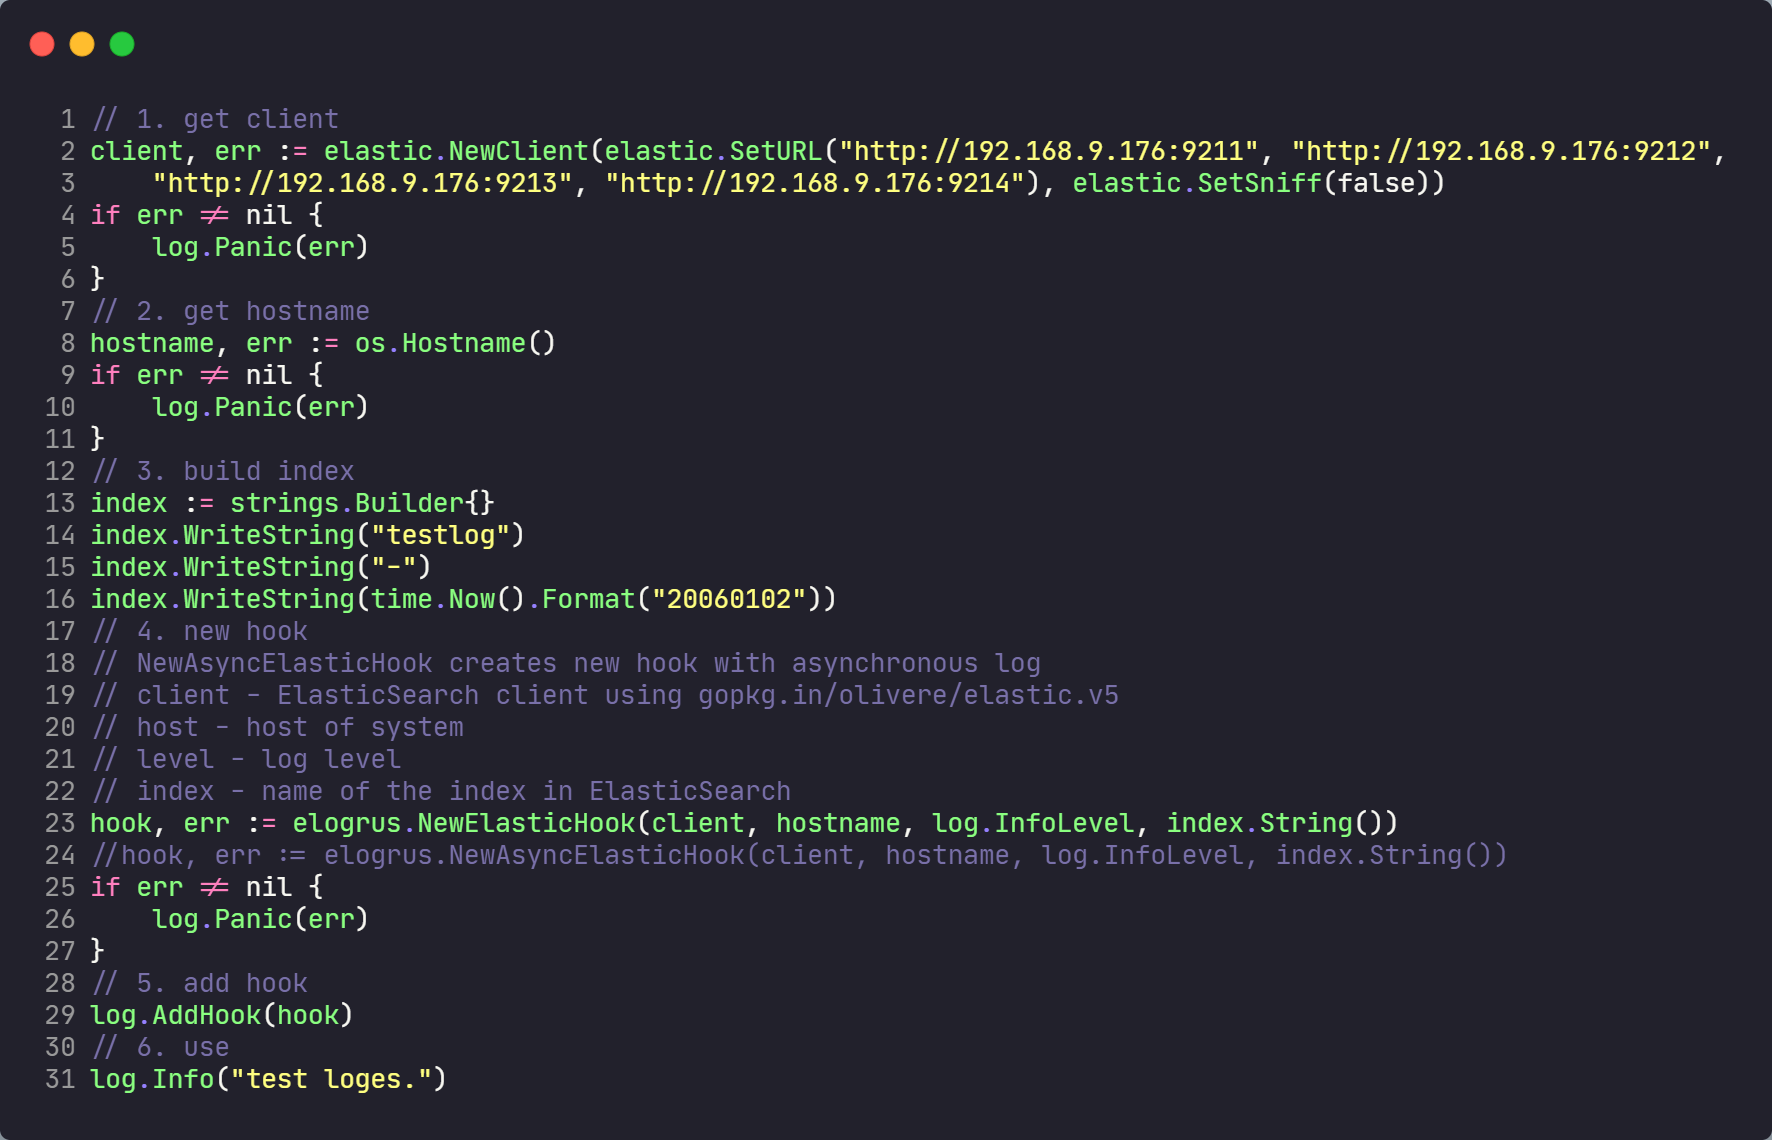 1 // 1. get client
2 client, err := elastic.NewClient(elastic.SetURL("http://192.168.9.176:9211", "http://192.168.9.176:9212",
3     "http://192.168.9.176:9213", "http://192.168.9.176:9214"), elastic.SetSniff(false))
4 if err != nil {
5     log.Panic(err)
6 }
7 // 2. get hostname
8 hostname, err := os.Hostname()
9 if err != nil {
10     log.Panic(err)
11 }
12 // 3. build index
13 index := strings.Builder{}
14 index.WriteString("testlog")
15 index.WriteString("-")
16 index.WriteString(time.Now().Format("20060102"))
17 // 4. new hook
18 // NewAsyncElasticHook creates new hook with asynchronous log
19 // client - ElasticSearch client using gopkg.in/olivere/elastic.v5
20 // host - host of system
21 // level - log level
22 // index - name of the index in ElasticSearch
23 hook, err := elogrus.NewElasticHook(client, hostname, log.InfoLevel, index.String())
24 //hook, err := elogrus.NewAsyncElasticHook(client, hostname, log.InfoLevel, index.String())
25 if err != nil {
26     log.Panic(err)
27 }
28 // 5. add hook
29 log.AddHook(hook)
30 // 6. use
31 log.Info("test loges.")